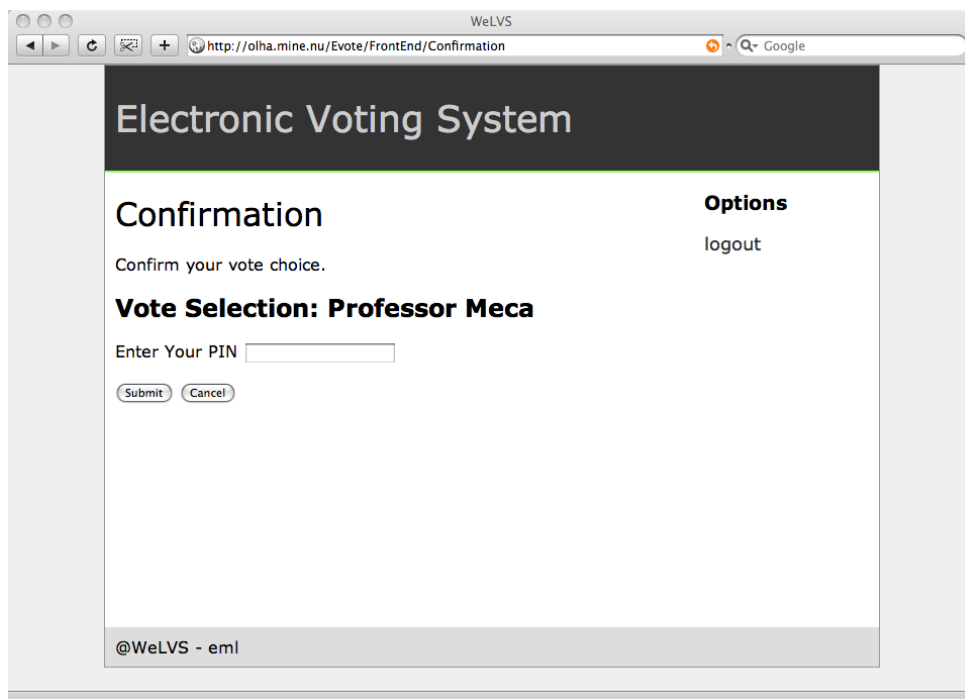 WeLVS
http://olha.mine.nu/Evote/FrontEnd/Confirmation
Google
Electronic Voting System
Confirmation
Confirm your vote choice.
Vote Selection: Professor Meca
Enter Your PIN
Submit Cancel
Options
logout
@WeLVS - eml